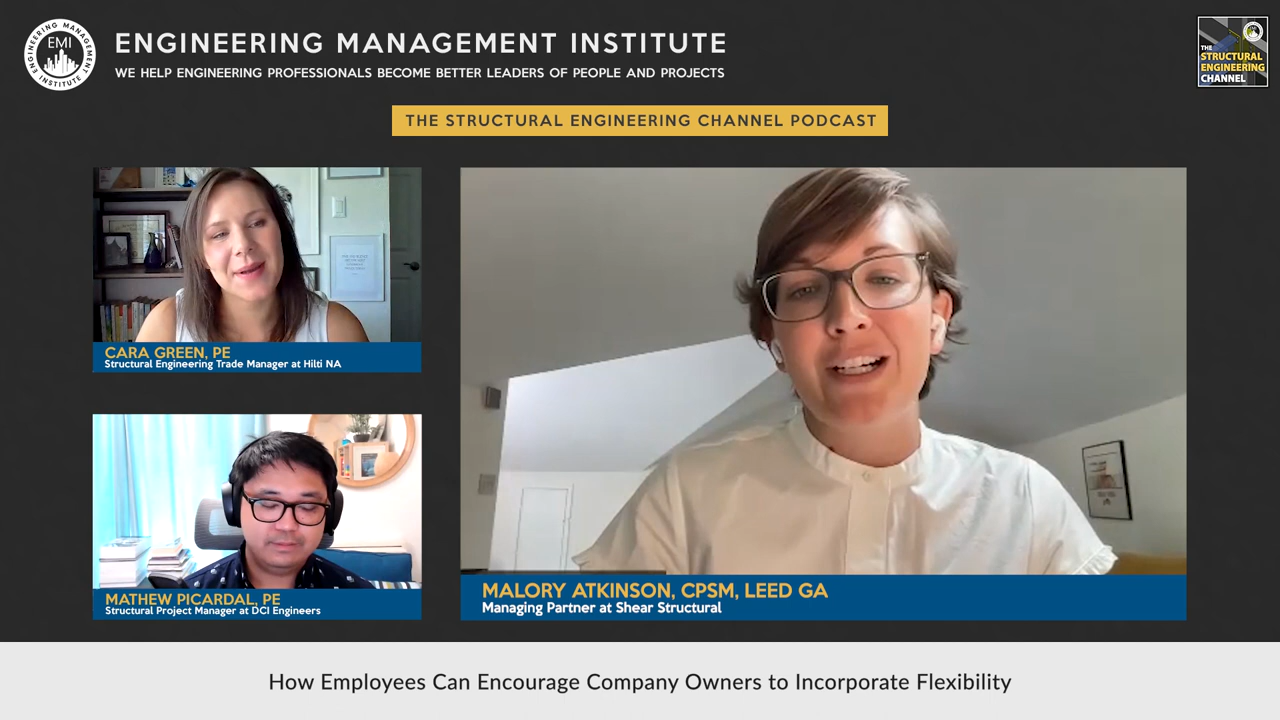 ENGINEERING MANAGEMENT INSTITUTE
EMI
ENGINEERING MANAGEMENT INSTITUTE
WE HELP ENGINEERING PROFESSIONALS BECOME BETTER LEADERS OF PEOPLE AND PROJECTS
THE
STRUCTURAL
ENGINEERING
CHANNEL
THE STRUCTURAL ENGINEERING CHANNEL PODCAST
CARA GREEN, PE
Structural Engineering Trade Manager at Hilti NA
MATHEW PICARDAL, PE
Structural Project Manager at DCI Engineers
MALORY ATKINSON, CPSM, LEED GA
Managing Partner at Shear Structural
How Employees Can Encourage Company Owners to Incorporate Flexibility